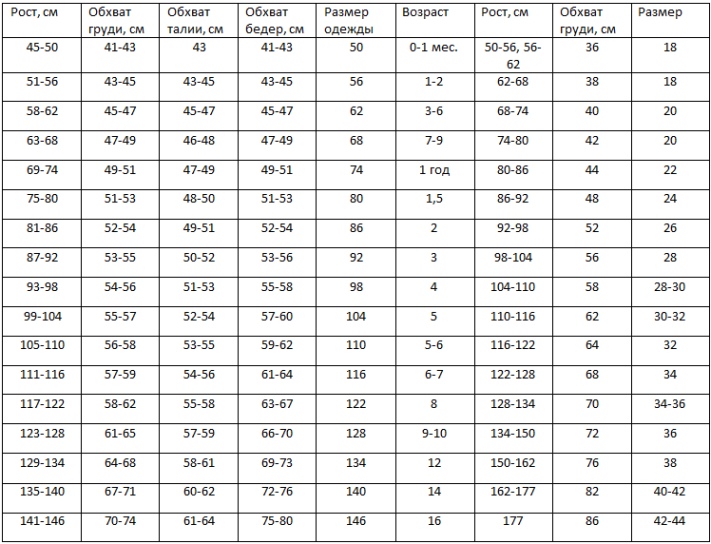 Рост, см Обхват груди, см Обхват талии, см Обхват бедер, см Размер одежды Возраст Рост, см Обхват груди, см Размер
45-50 41-43 43 41-43 50 0-1 мес. 50-56, 56-62 36 18
51-56 43-45 43-45 43-45 56 1-2 62-68 38 18
58-62 45-47 45-47 45-47 62 3-6 68-74 40 20
63-68 47-49 46-48 47-49 68 7-9 74-80 42 20
69-74 49-51 47-49 49-51 74 1 год 80-86 44 22
75-80 51-53 48-50 51-53 80 1,5 86-92 48 24
81-86 52-54 49-51 52-54 86 2 92-98 52 26
87-92 53-55 50-52 53-56 92 3 98-104 56 28
93-98 54-56 51-53 55-58 98 4 104-110 58 28-30
99-104 55-57 52-54 57-60 104 5 110-116 62 30-32
105-110 56-58 53-55 59-62 110 5-6 116-122 64 32
111-116 57-59 54-56 61-64 116 6-7 122-128 68 34
117-122 58-62 55-58 63-67 122 8 128-134 70 34-36
123-128 61-65 57-59 66-70 128 9-10 134-150 72 36
129-134 64-68 58-61 69-73 134 12 150-162 76 38
135-140 67-71 60-62 72-76 140 14 162-177 82 40-42
141-146 70-74 61-64 75-80 146 16 177 86 42-44